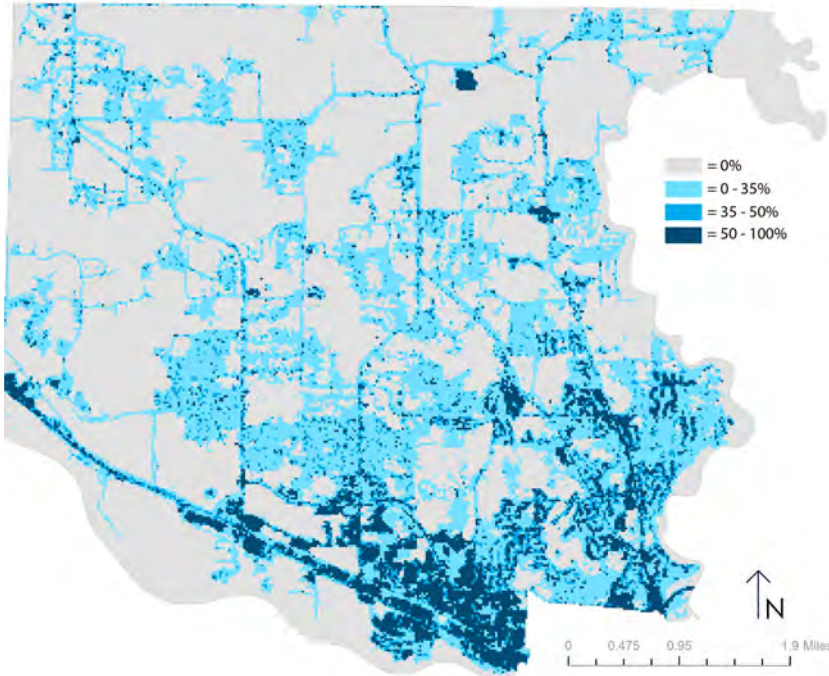 = 0%
= 0 - 35%
= 35 - 50%
= 50 - 100%
N
0 0.475 0.95 1.9 Miles